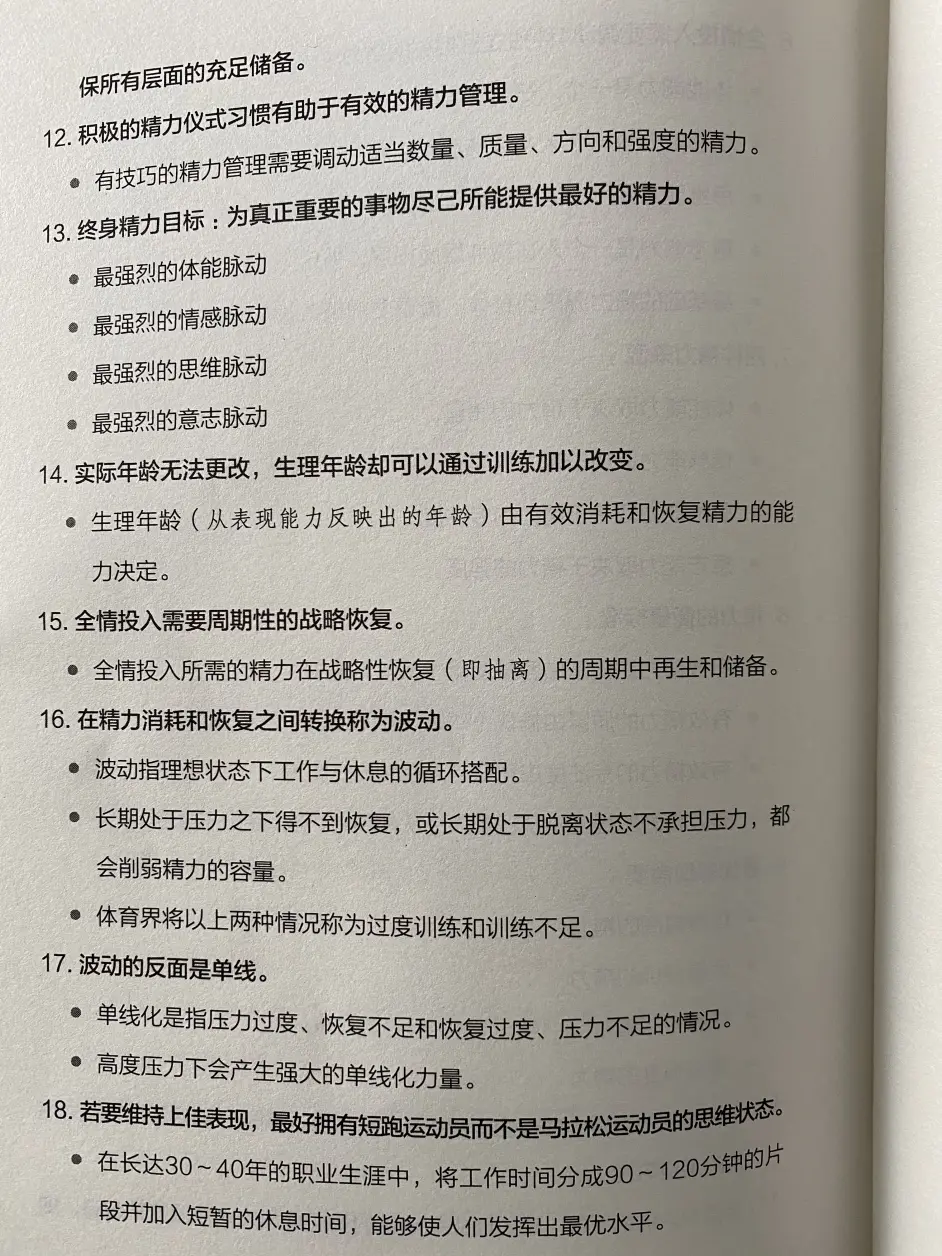 保所有层面的充足储备。
12. 积极的精力仪式习惯有助于有效的精力管理。
● 有技巧的精力管理需要调动适当数量、质量、方向和强度的精力。
13. 终身精力目标：为真正重要的事物尽己所能提供最好的精力。
● 最强烈的体能脉动
● 最强烈的情感脉动
● 最强烈的思维脉动
● 最强烈的意志脉动
14. 实际年龄无法更改，生理年龄却可以通过训练加以改变。
● 生理年龄（从表现能力反映出的年龄）由有效消耗和恢复精力的能
力决定。
15. 全情投入需要周期性的战略恢复。
● 全情投入所需的精力在战略性恢复（即抽离）的周期中再生和储备。
16. 在精力消耗和恢复之间转换称为波动。
● 波动指理想状态下工作与休息的循环搭配。
● 长期处于压力之下得不到恢复，或长期处于脱离状态不承担压力，都
会削弱精力的容量。
● 体育界将以上两种情况称为过度训练和训练不足。
17. 波动的反面是单线。
● 单线化是指压力过度、恢复不足和恢复过度、压力不足的情况。
● 高度压力下会产生强大的单线化力量。
18. 若要维持上佳表现，最好拥有短跑运动员而不是马拉松运动员的思维状态。
● 在长达30～40年的职业生涯中，将工作时间分成90～120分钟的片
段并加入短暂的休息时间，能够使人们发挥出最优水平。